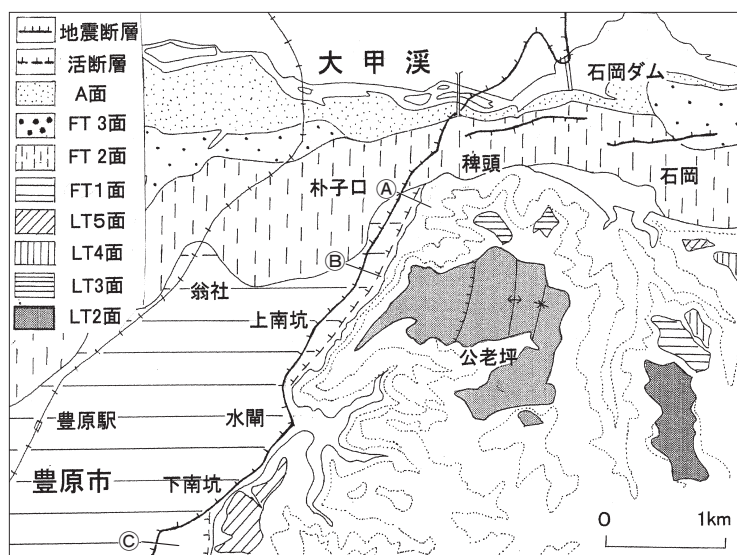 地震断層
活断層
A面
FT 3面
FT 2面
FT1面
LT5面
LT4面
LT3面
LT2面
大甲渓
石岡ダム
石岡
稗頭
朴子口
Ⓐ
Ⓑ
翁社
上南坑
公老坪
豊原駅
水閘
豊原市
下南坑
Ⓒ
0 1km